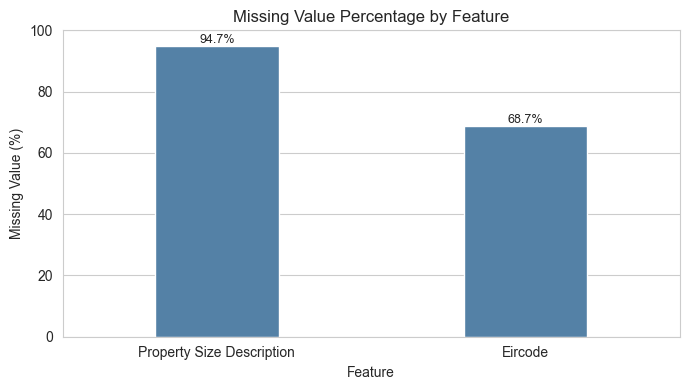 Missing Value Percentage by Feature
100
94.7%
80
68.7%
60
40
20
0
Missing Value (%)
Property Size Description
Eircode
Feature